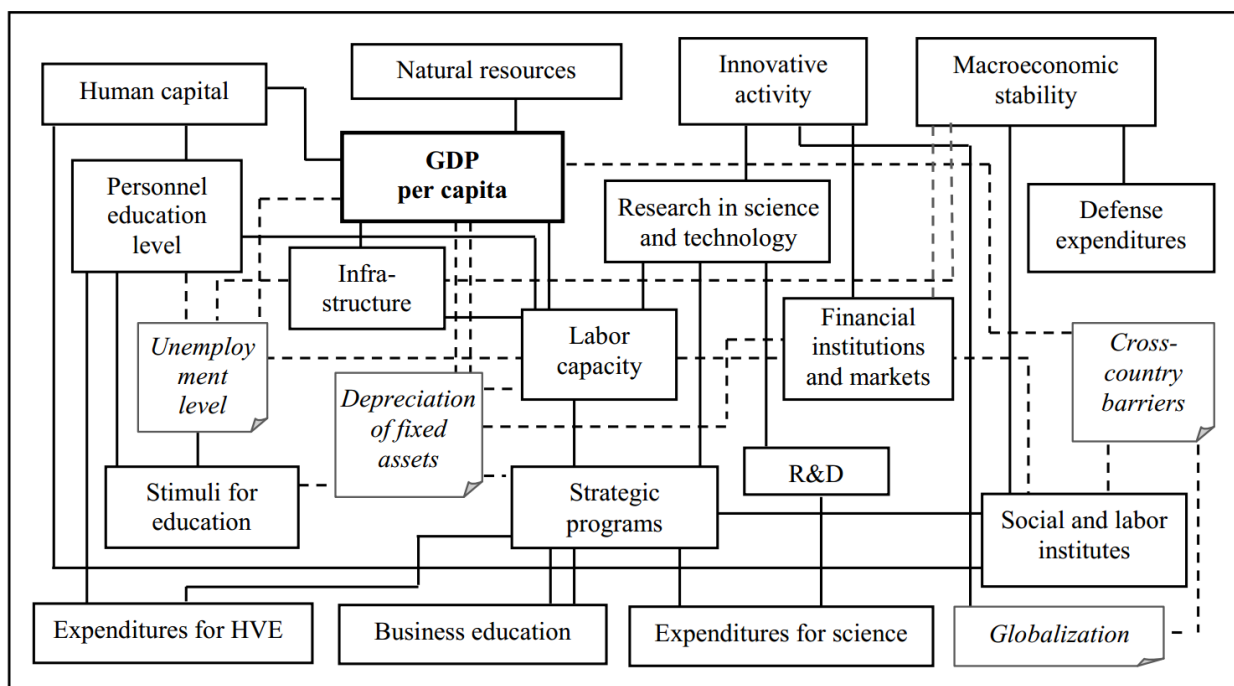 Human capital
Natural resources
Innovative
activity
Macroeconomic
stability
GDP
per capita
Personnel
education
level
Research in science
and technology
Defense
expenditures
Infra-
structure
Labor
capacity
Financial
institutions
and markets
Unemploy
ment
level
Depreciation
of fixed
assets
Cross-
country
barriers
Stimuli for
education
Strategic
programs
R&D
Social and labor
institutes
Expenditures for HVE
Business education
Expenditures for science
Globalization